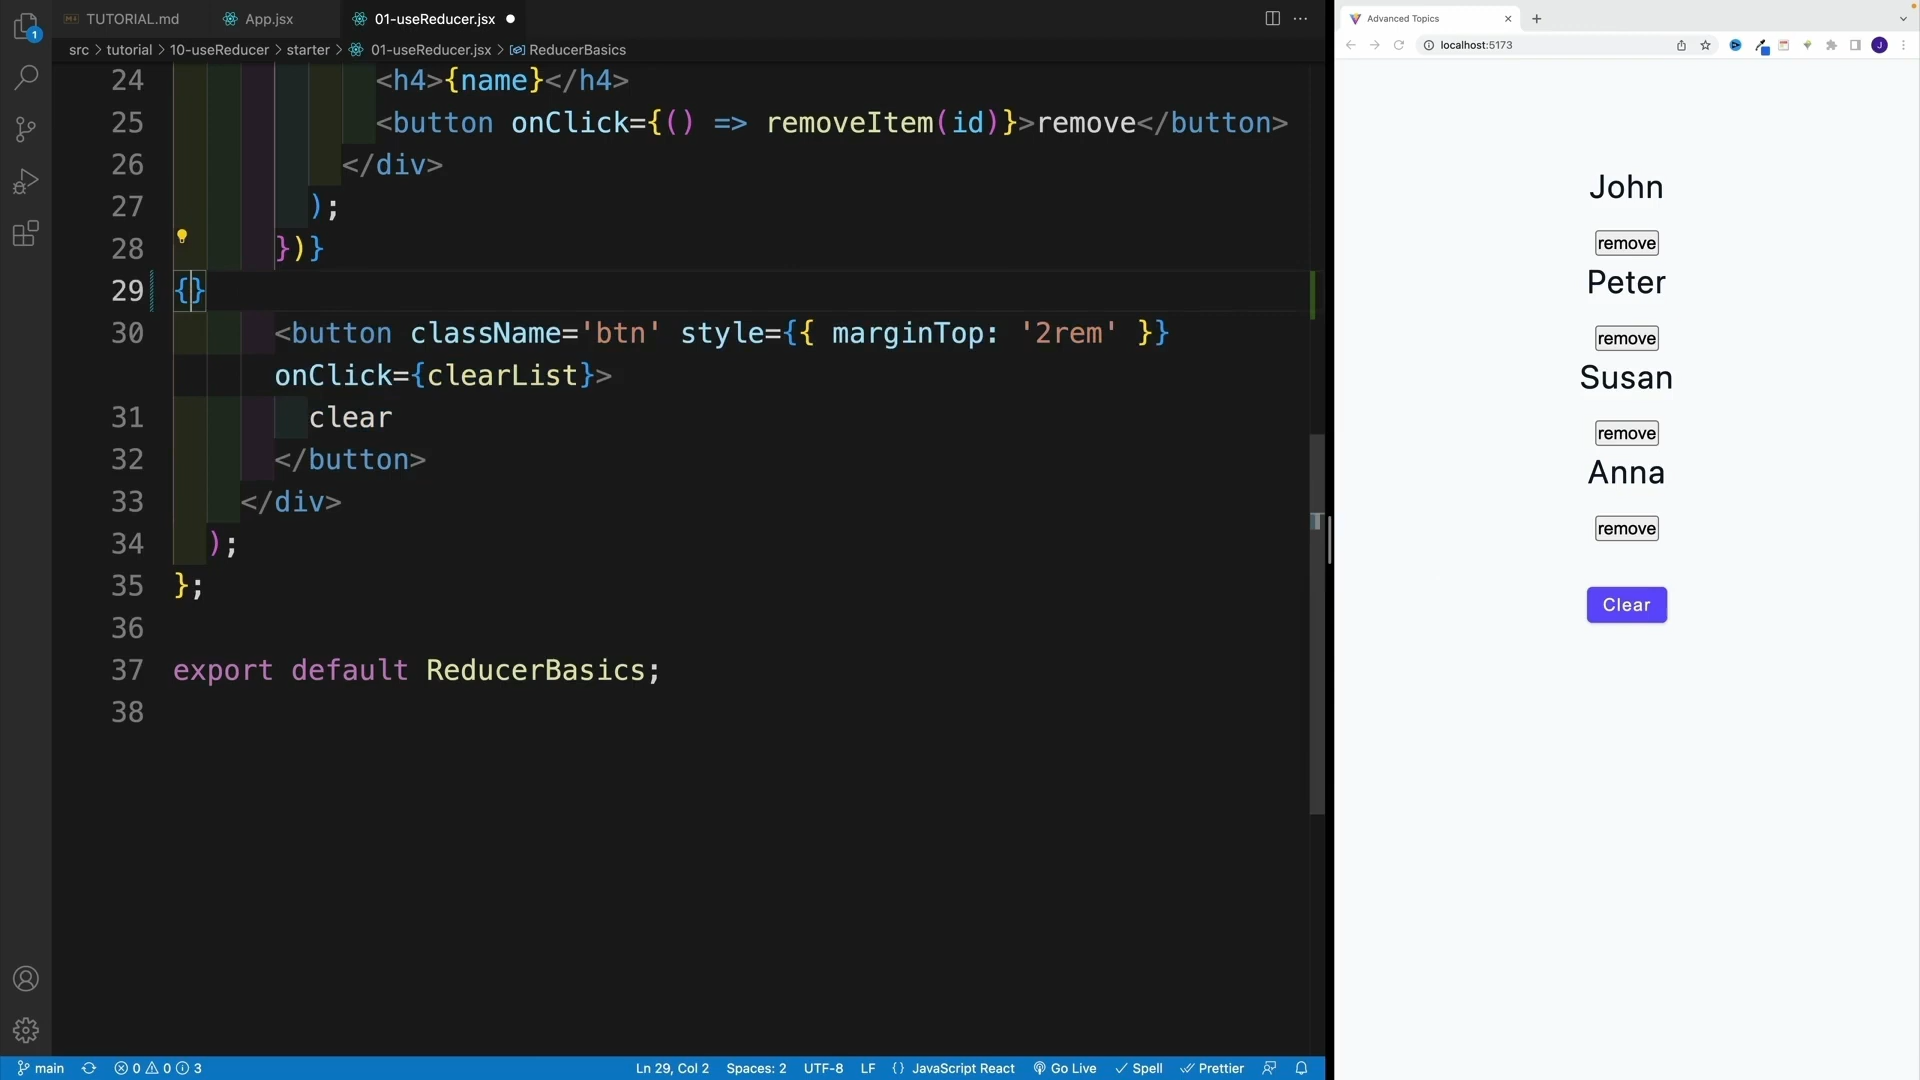 TUTORIAL.md
App.jsx
01-useReducer.jsx
src > tutorial > 10-useReducer > starter > 01-useReducer.jsx > ReducerBasics
24 <h4>{name}</h4>
25 <button onClick={() => removeItem(id)}>remove</button>
26 </div>
27 );
28 })}
29 {}
30 <button className='btn' style={{ marginTop: '2rem' }}
onClick={clearList}>
31 clear
32 </button>
33 </div>
34 );
35 };
36
37 export default ReducerBasics;
38
1
main 0 0 3
Ln 29, Col 2 Spaces: 2 UTF-8 LF {} JavaScript React Go Live Spell Prettier
Advanced Topics
localhost:5173
J
John
remove
Peter
remove
Susan
remove
Anna
remove
Clear